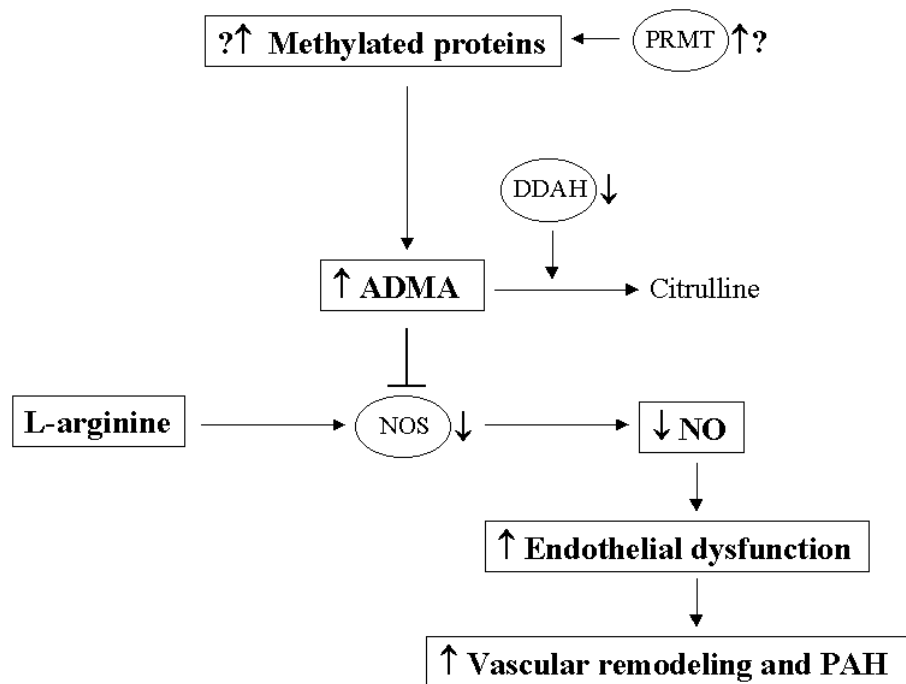 ?↑ Methylated proteins
PRMT ↑?
DDAH ↓
↑ ADMA
Citrulline
L-arginine
NOS ↓
↓ NO
↑ Endothelial dysfunction
↑ Vascular remodeling and PAH